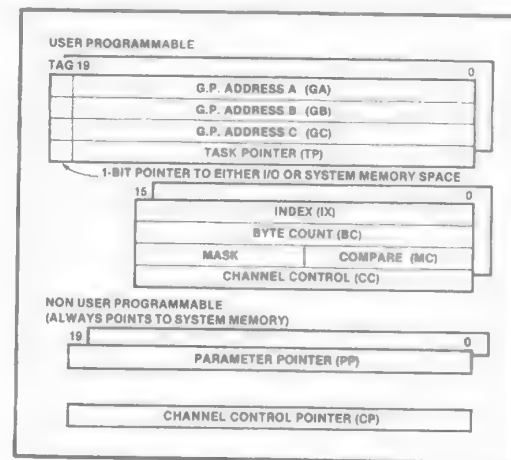 USER PROGRAMMABLE
TAG 19 0
G.P. ADDRESS A (GA)
G.P. ADDRESS B (GB)
G.P. ADDRESS C (GC)
TASK POINTER (TP)
1-BIT POINTER TO EITHER I/O OR SYSTEM MEMORY SPACE
15 0
INDEX (IX)
BYTE COUNT (BC)
MASK COMPARE (MC)
CHANNEL CONTROL (CC)
NON USER PROGRAMMABLE
(ALWAYS POINTS TO SYSTEM MEMORY)
19 0
PARAMETER POINTER (PP)
CHANNEL CONTROL POINTER (CP)